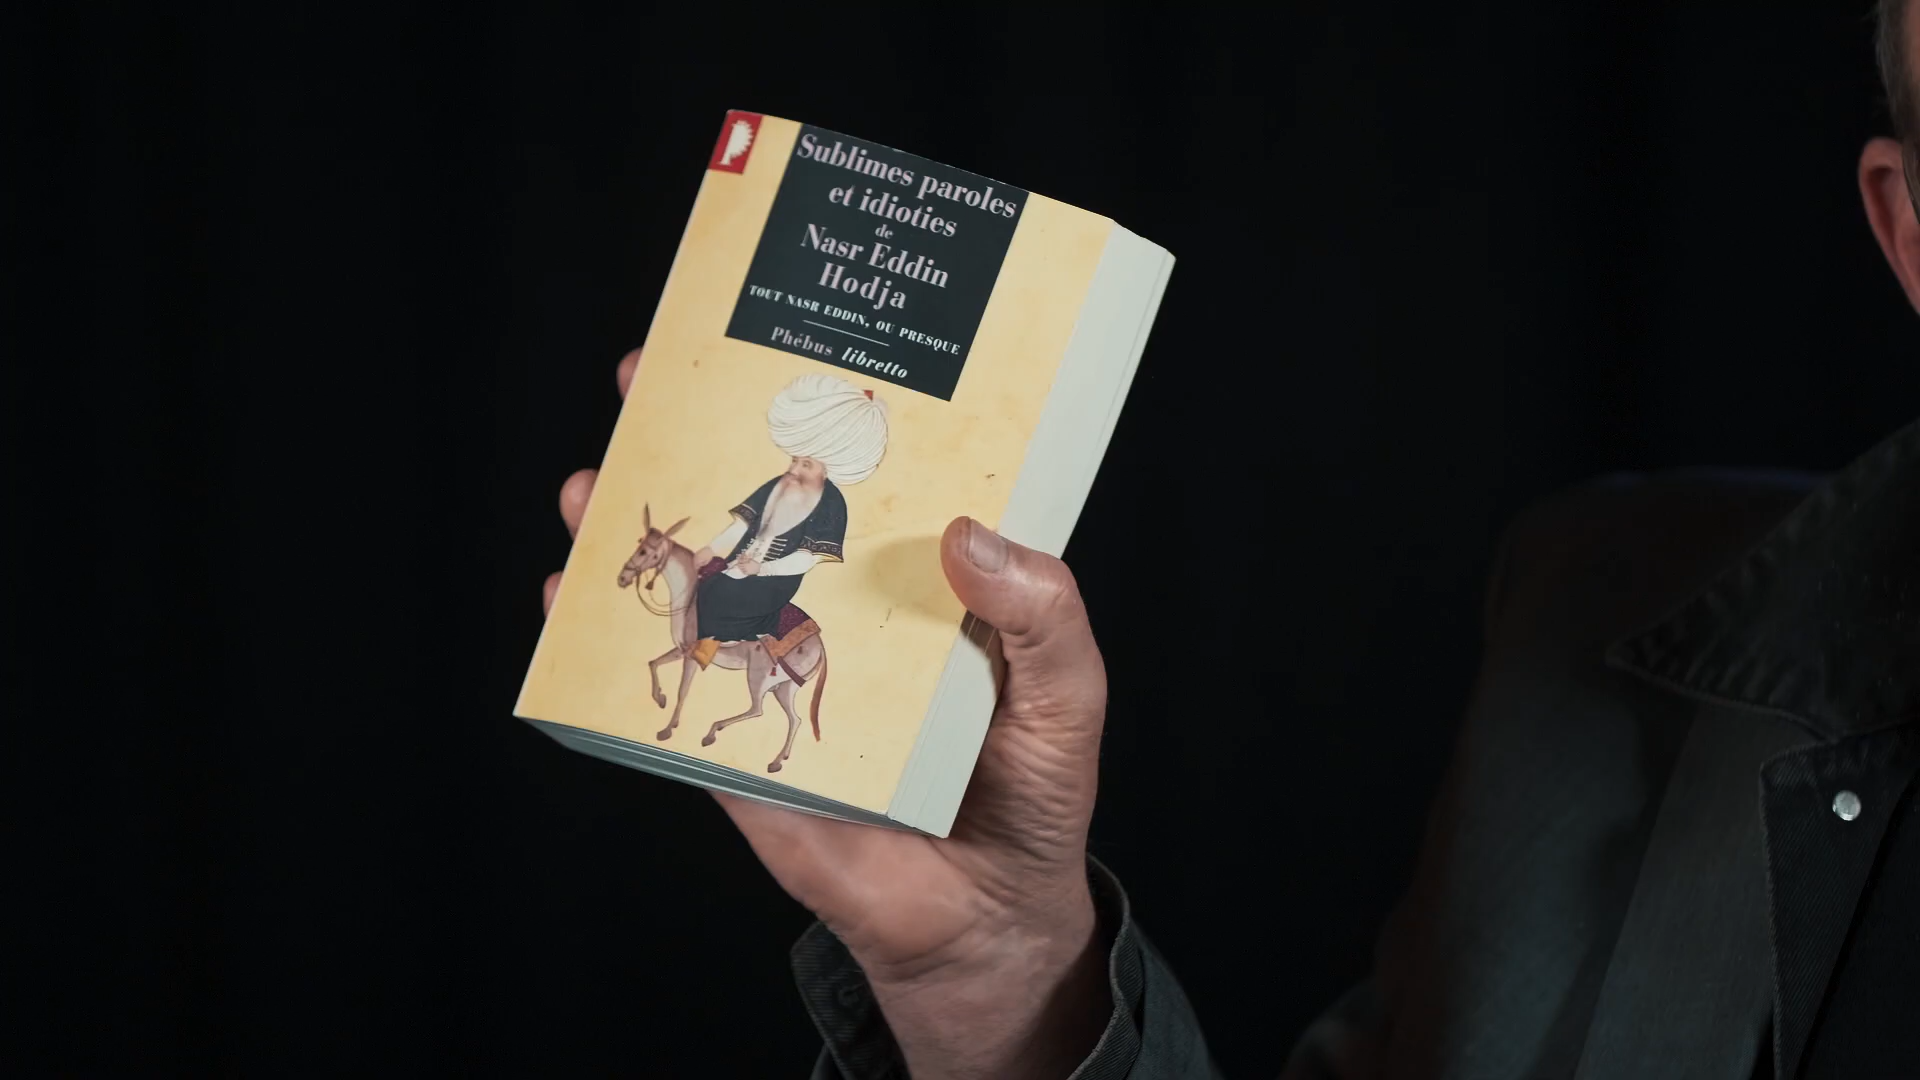 Sublimes paroles
et idioties
de
Nasr Eddin
Hodja
TOUT NASR EDDIN, OU PRESQUE
Phébus libretto